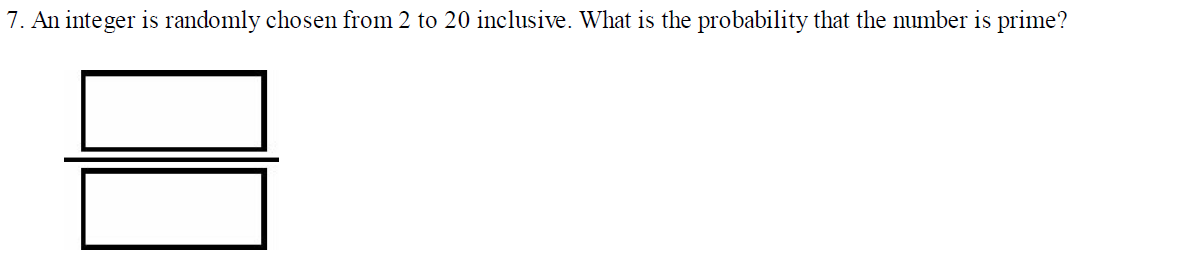 7. An integer is randomly chosen from 2 to 20 inclusive. What is the probability that the number is prime?